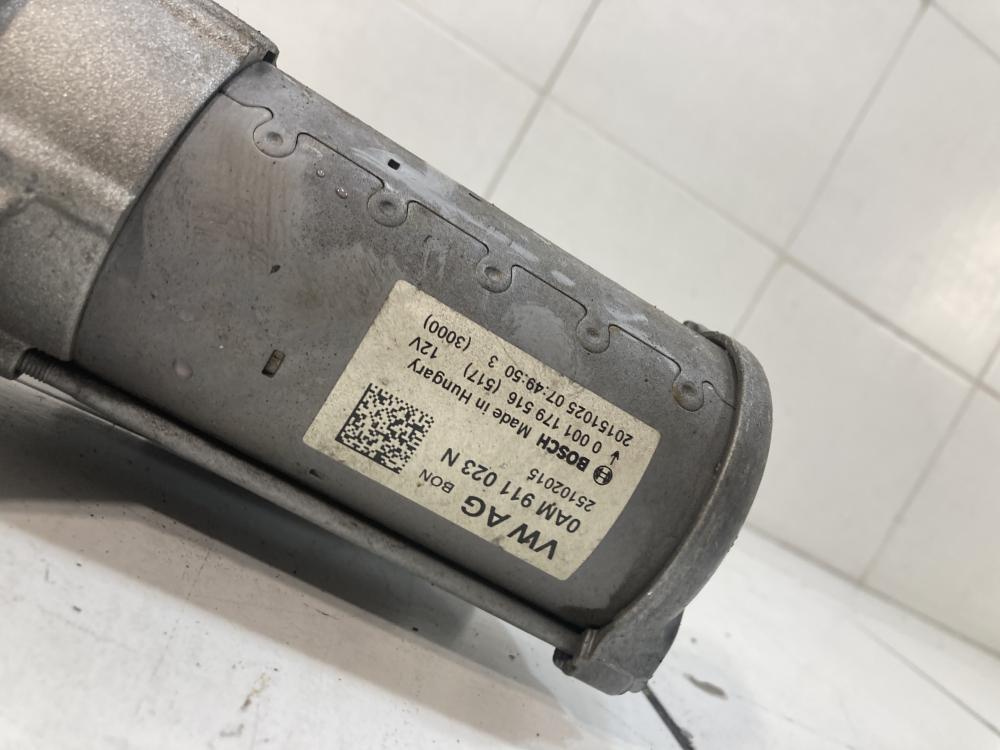 VW AG BON
0AM 911 023 N
25102015
BOSCH Made in Hungary
0 001 179 516 (517) 12V
20151025 07:49:50 3 (3000)